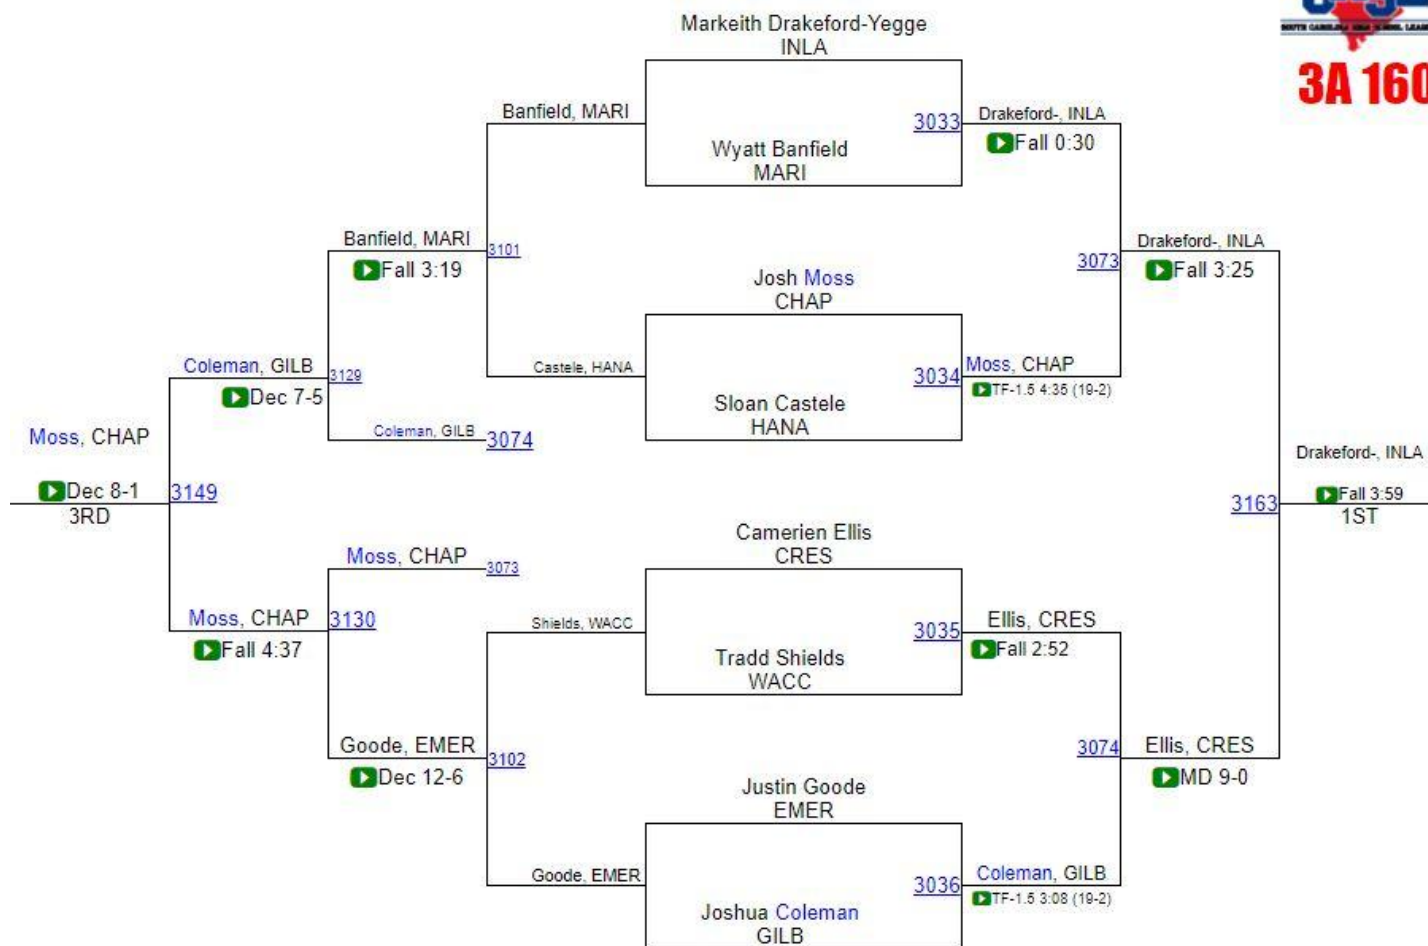 SOUTH CAROLINA HIGH SCHOOL LEAGUE
3A 160
Markeith Drakeford-Yegge
INLA
Banfield, MARI
3033
Drakeford-, INLA
Fall 0:30
Wyatt Banfield
MARI
Banfield, MARI
3101
Fall 3:19
Drakeford-, INLA
3073
Fall 3:25
Josh Moss
CHAP
Coleman, GILB
3129
Dec 7-5
Castele, HANA
3034
Moss, CHAP
TF-1.5 4:35 (19-2)
Sloan Castele
HANA
Coleman, GILB
3074
Moss, CHAP
Dec 8-1
3RD
3149
Drakeford-, INLA
3163
Fall 3:59
1ST
Camerien Ellis
CRES
Moss, CHAP
3073
Moss, CHAP
3130
Fall 4:37
Shields, WACC
3035
Ellis, CRES
Fall 2:52
Tradd Shields
WACC
Goode, EMER
3102
Dec 12-6
3074
Ellis, CRES
MD 9-0
Justin Goode
EMER
Goode, EMER
3036
Coleman, GILB
TF-1.5 3:08 (19-2)
Joshua Coleman
GILB